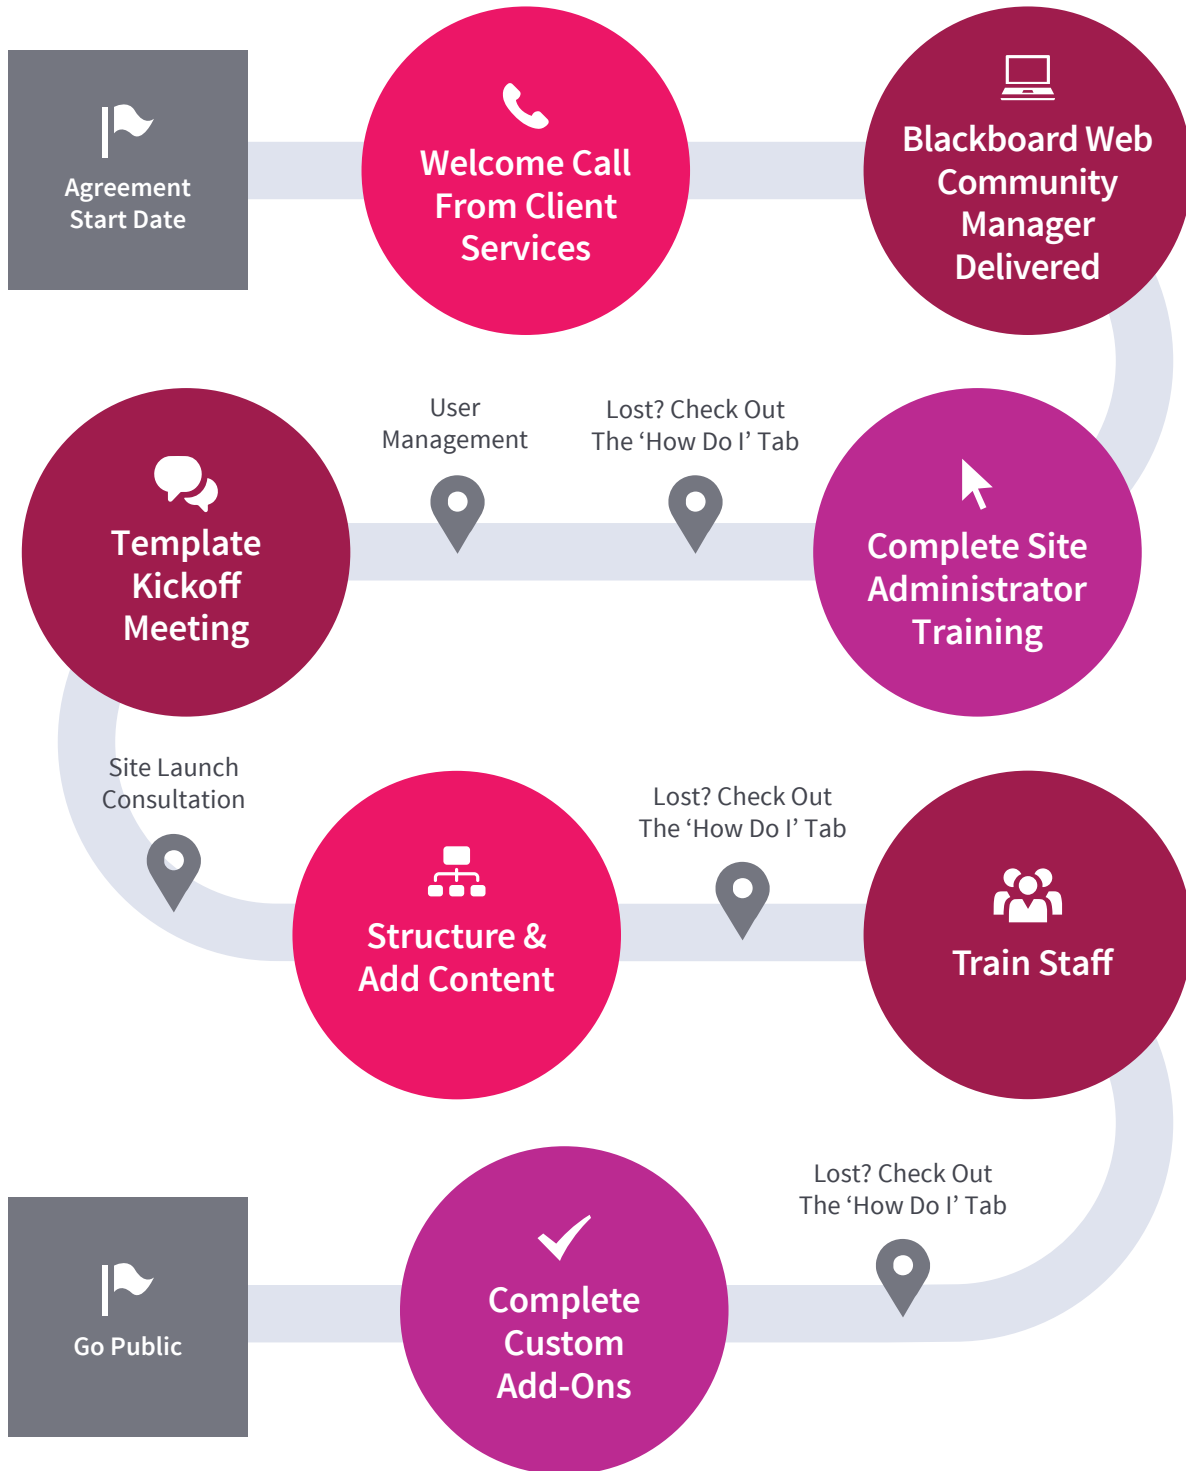 Agreement
Start Date
Welcome Call
From Client
Services
Blackboard Web
Community
Manager
Delivered
Complete Site
Administrator
Training
Lost? Check Out
The ‘How Do I’ Tab
User
Management
Template
Kickoff
Meeting
Site Launch
Consultation
Structure &
Add Content
Lost? Check Out
The ‘How Do I’ Tab
Train Staff
Lost? Check Out
The ‘How Do I’ Tab
Complete
Custom
Add-Ons
Go Public